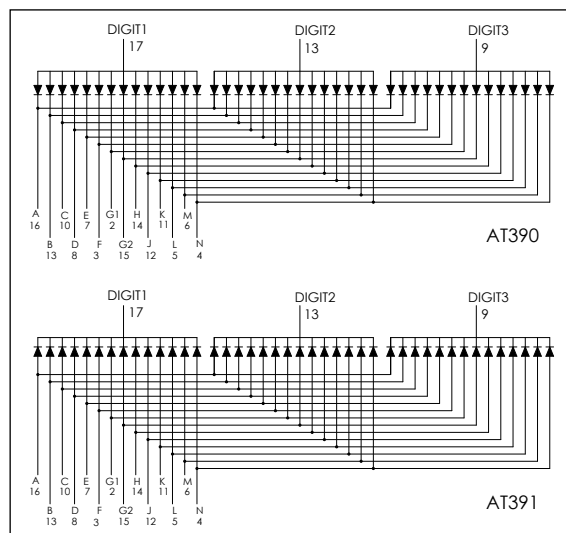 DIGIT1 DIGIT2 DIGIT3
17 13 9
A C E G1 H K M
16 10 7 2 14 11 6
B D F G2 J L N
13 8 3 15 12 5 4
AT390
DIGIT1 DIGIT2 DIGIT3
17 13 9
A C E G1 H K M
16 10 7 2 14 11 6
B D F G2 J L N
13 8 3 15 12 5 4
AT391